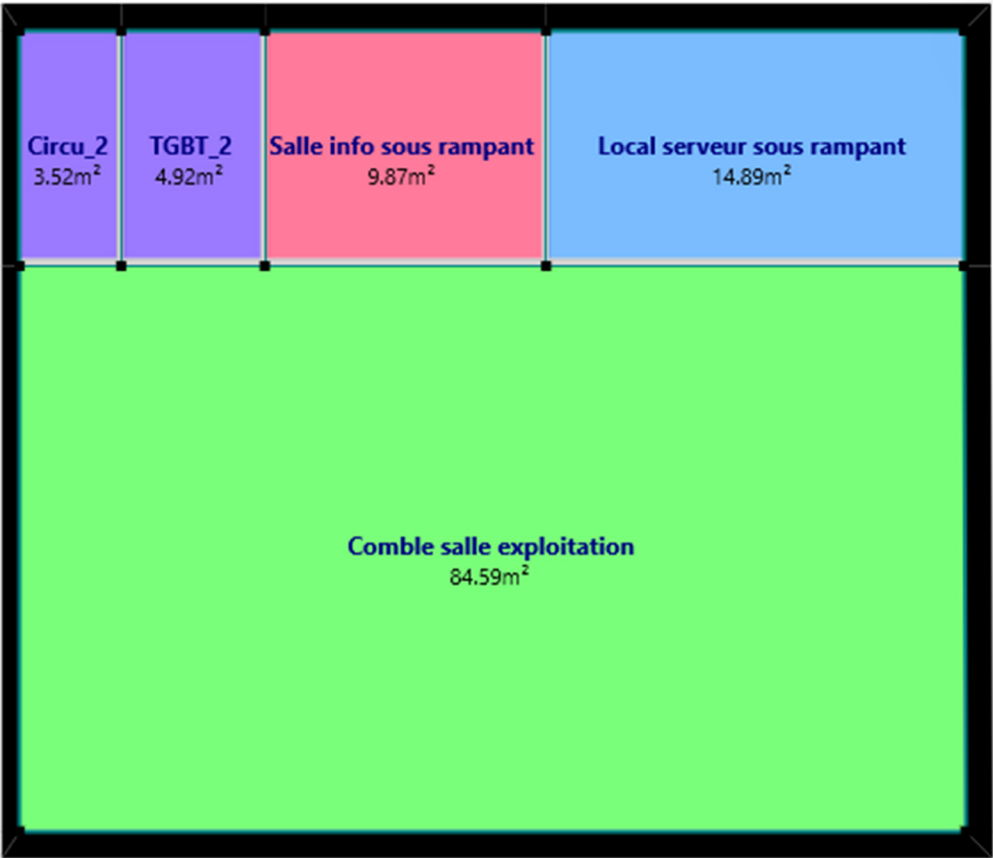 Circu_2
3.52m²
TGBT_2
4.92m²
Salle info sous rampant
9.87m²
Local serveur sous rampant
14.89m²
Comble salle exploitation
84.59m²